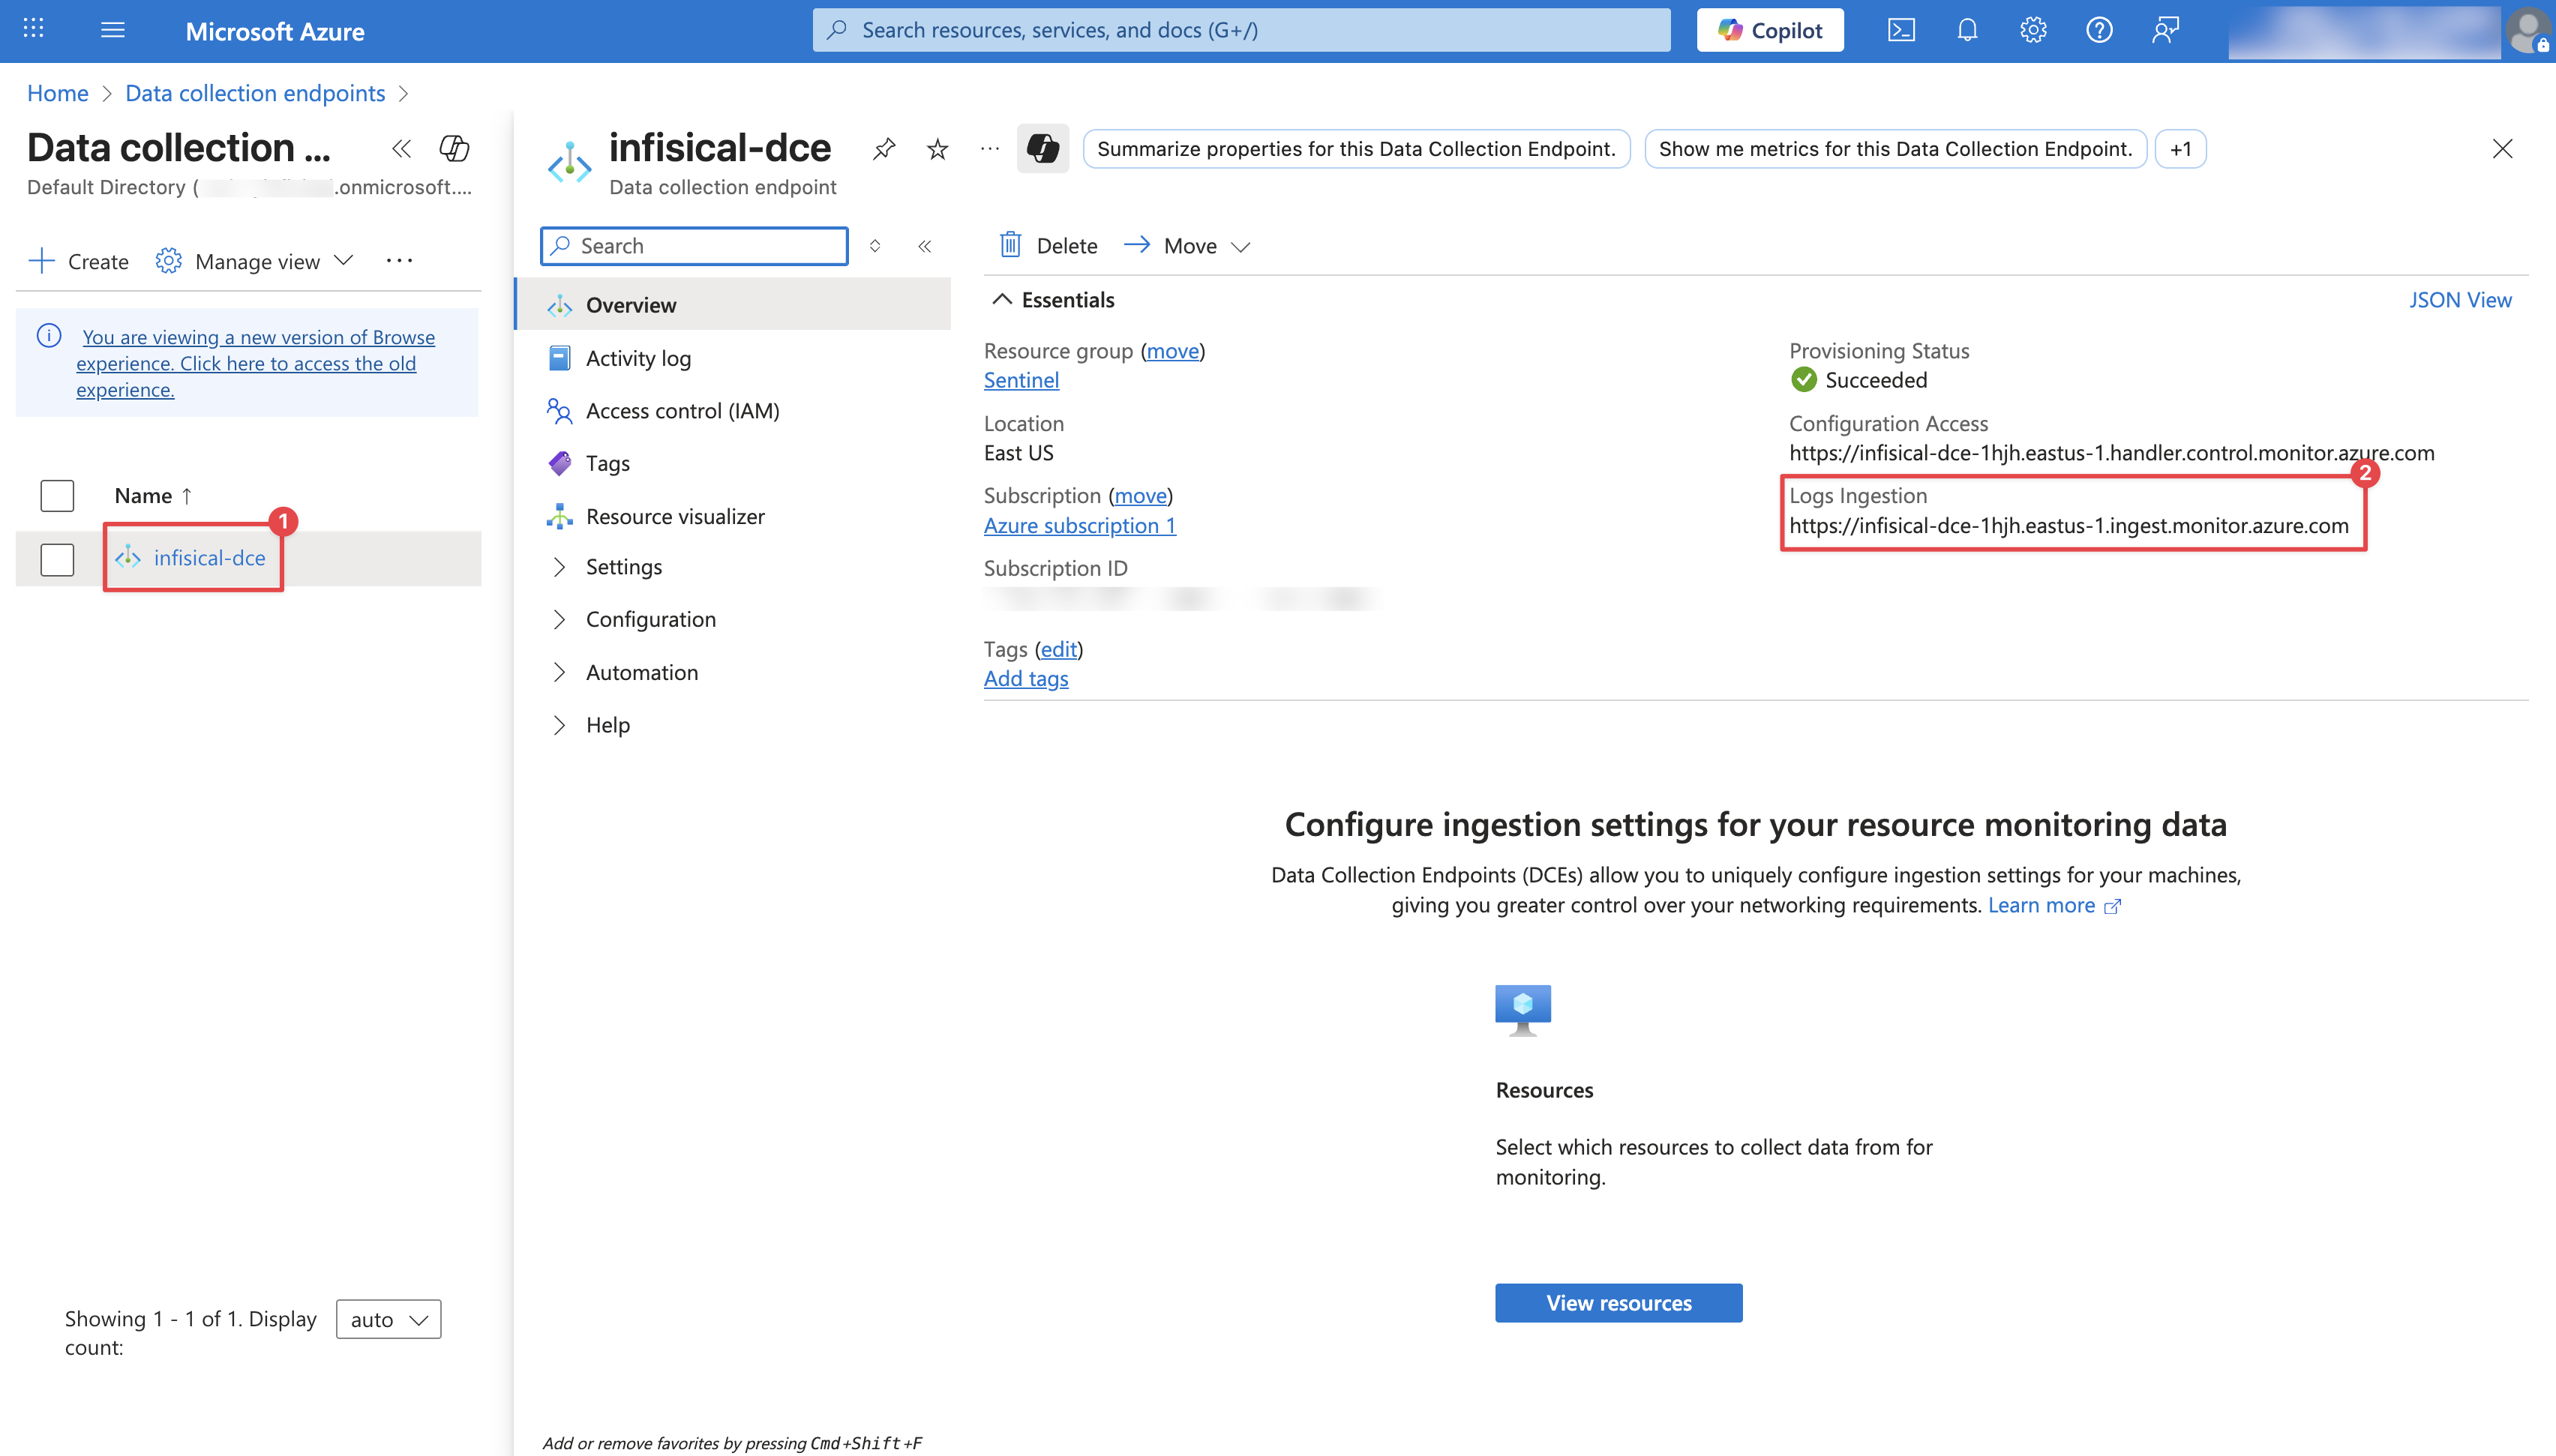 Microsoft Azure
Search resources, services, and docs (G+/)
Copilot
Home > Data collection endpoints >
Data collection ...
Default Directory (
.onmicrosoft....
Create
Manage view
...
You are viewing a new version of Browse
experience. Click here to access the old
experience.
Name ↑
1
infisical-dce
Showing 1 - 1 of 1. Display
count:
auto
infisical-dce
Data collection endpoint
...
Summarize properties for this Data Collection Endpoint.
Show me metrics for this Data Collection Endpoint.
+1
Search
Overview
Activity log
Access control (IAM)
Tags
Resource visualizer
Settings
Configuration
Automation
Help
Add or remove favorites by pressing Cmd+Shift+F
Delete
Move
Essentials
JSON View
Resource group (move)
Sentinel
Location
East US
Subscription (move)
Azure subscription 1
Subscription ID
Tags (edit)
Add tags
Provisioning Status
Succeeded
Configuration Access
https://infisical-dce-1hjh.eastus-1.handler.control.monitor.azure.com
2
Logs Ingestion
https://infisical-dce-1hjh.eastus-1.ingest.monitor.azure.com
Configure ingestion settings for your resource monitoring data
Data Collection Endpoints (DCEs) allow you to uniquely configure ingestion settings for your machines,
giving you greater control over your networking requirements. Learn more
Resources
Select which resources to collect data from for
monitoring.
View resources